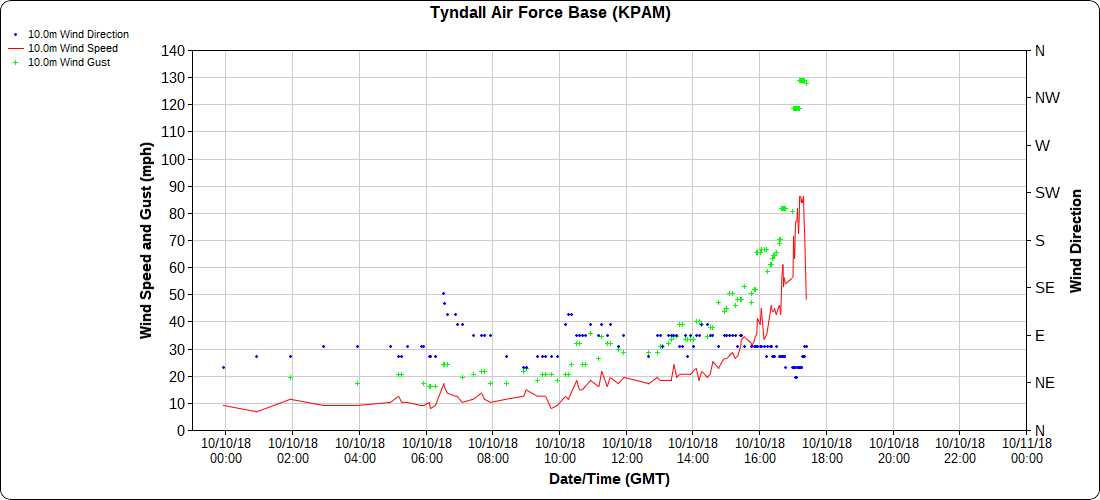 Tyndall Air Force Base (KPAM)
10.0m Wind Direction
10.0m Wind Speed
10.0m Wind Gust
Wind Speed and Gust (mph)
140
130
120
110
100
90
80
70
60
50
40
30
20
10
0
N
NW
W
SW
S
SE
E
NE
N
Wind Direction
10/10/18 10/10/18 10/10/18 10/10/18 10/10/18 10/10/18 10/10/18 10/10/18 10/10/18 10/10/18 10/10/18 10/10/18 10/11/18
00:00 02:00 04:00 06:00 08:00 10:00 12:00 14:00 16:00 18:00 20:00 22:00 00:00
Date/Time (GMT)